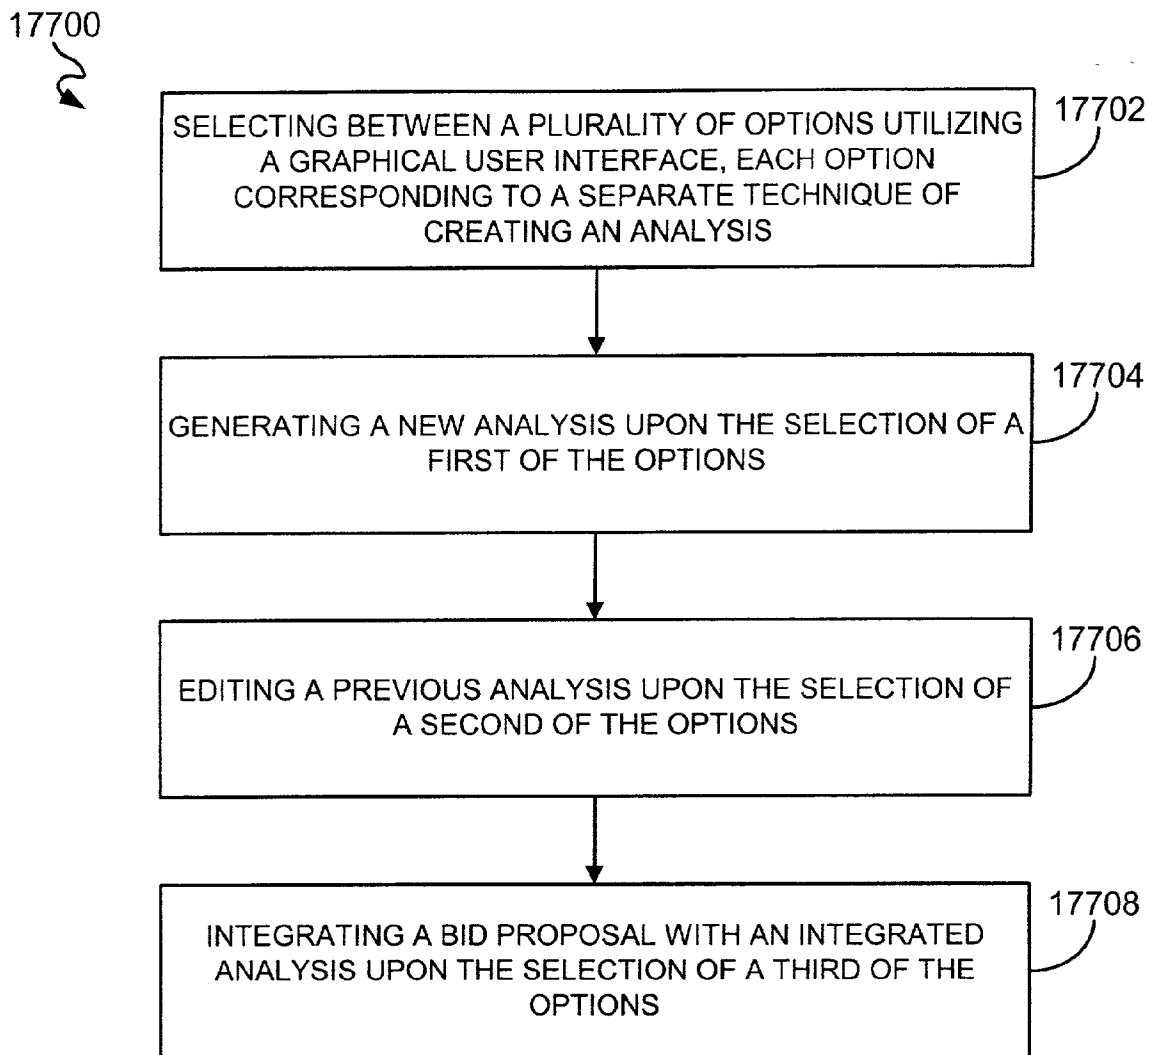 17700
17702
SELECTING BETWEEN A PLURALITY OF OPTIONS UTILIZING
A GRAPHICAL USER INTERFACE, EACH OPTION
CORRESPONDING TO A SEPARATE TECHNIQUE OF
CREATING AN ANALYSIS
17704
GENERATING A NEW ANALYSIS UPON THE SELECTION OF A
FIRST OF THE OPTIONS
17706
EDITING A PREVIOUS ANALYSIS UPON THE SELECTION OF
A SECOND OF THE OPTIONS
17708
INTEGRATING A BID PROPOSAL WITH AN INTEGRATED
ANALYSIS UPON THE SELECTION OF A THIRD OF THE
OPTIONS